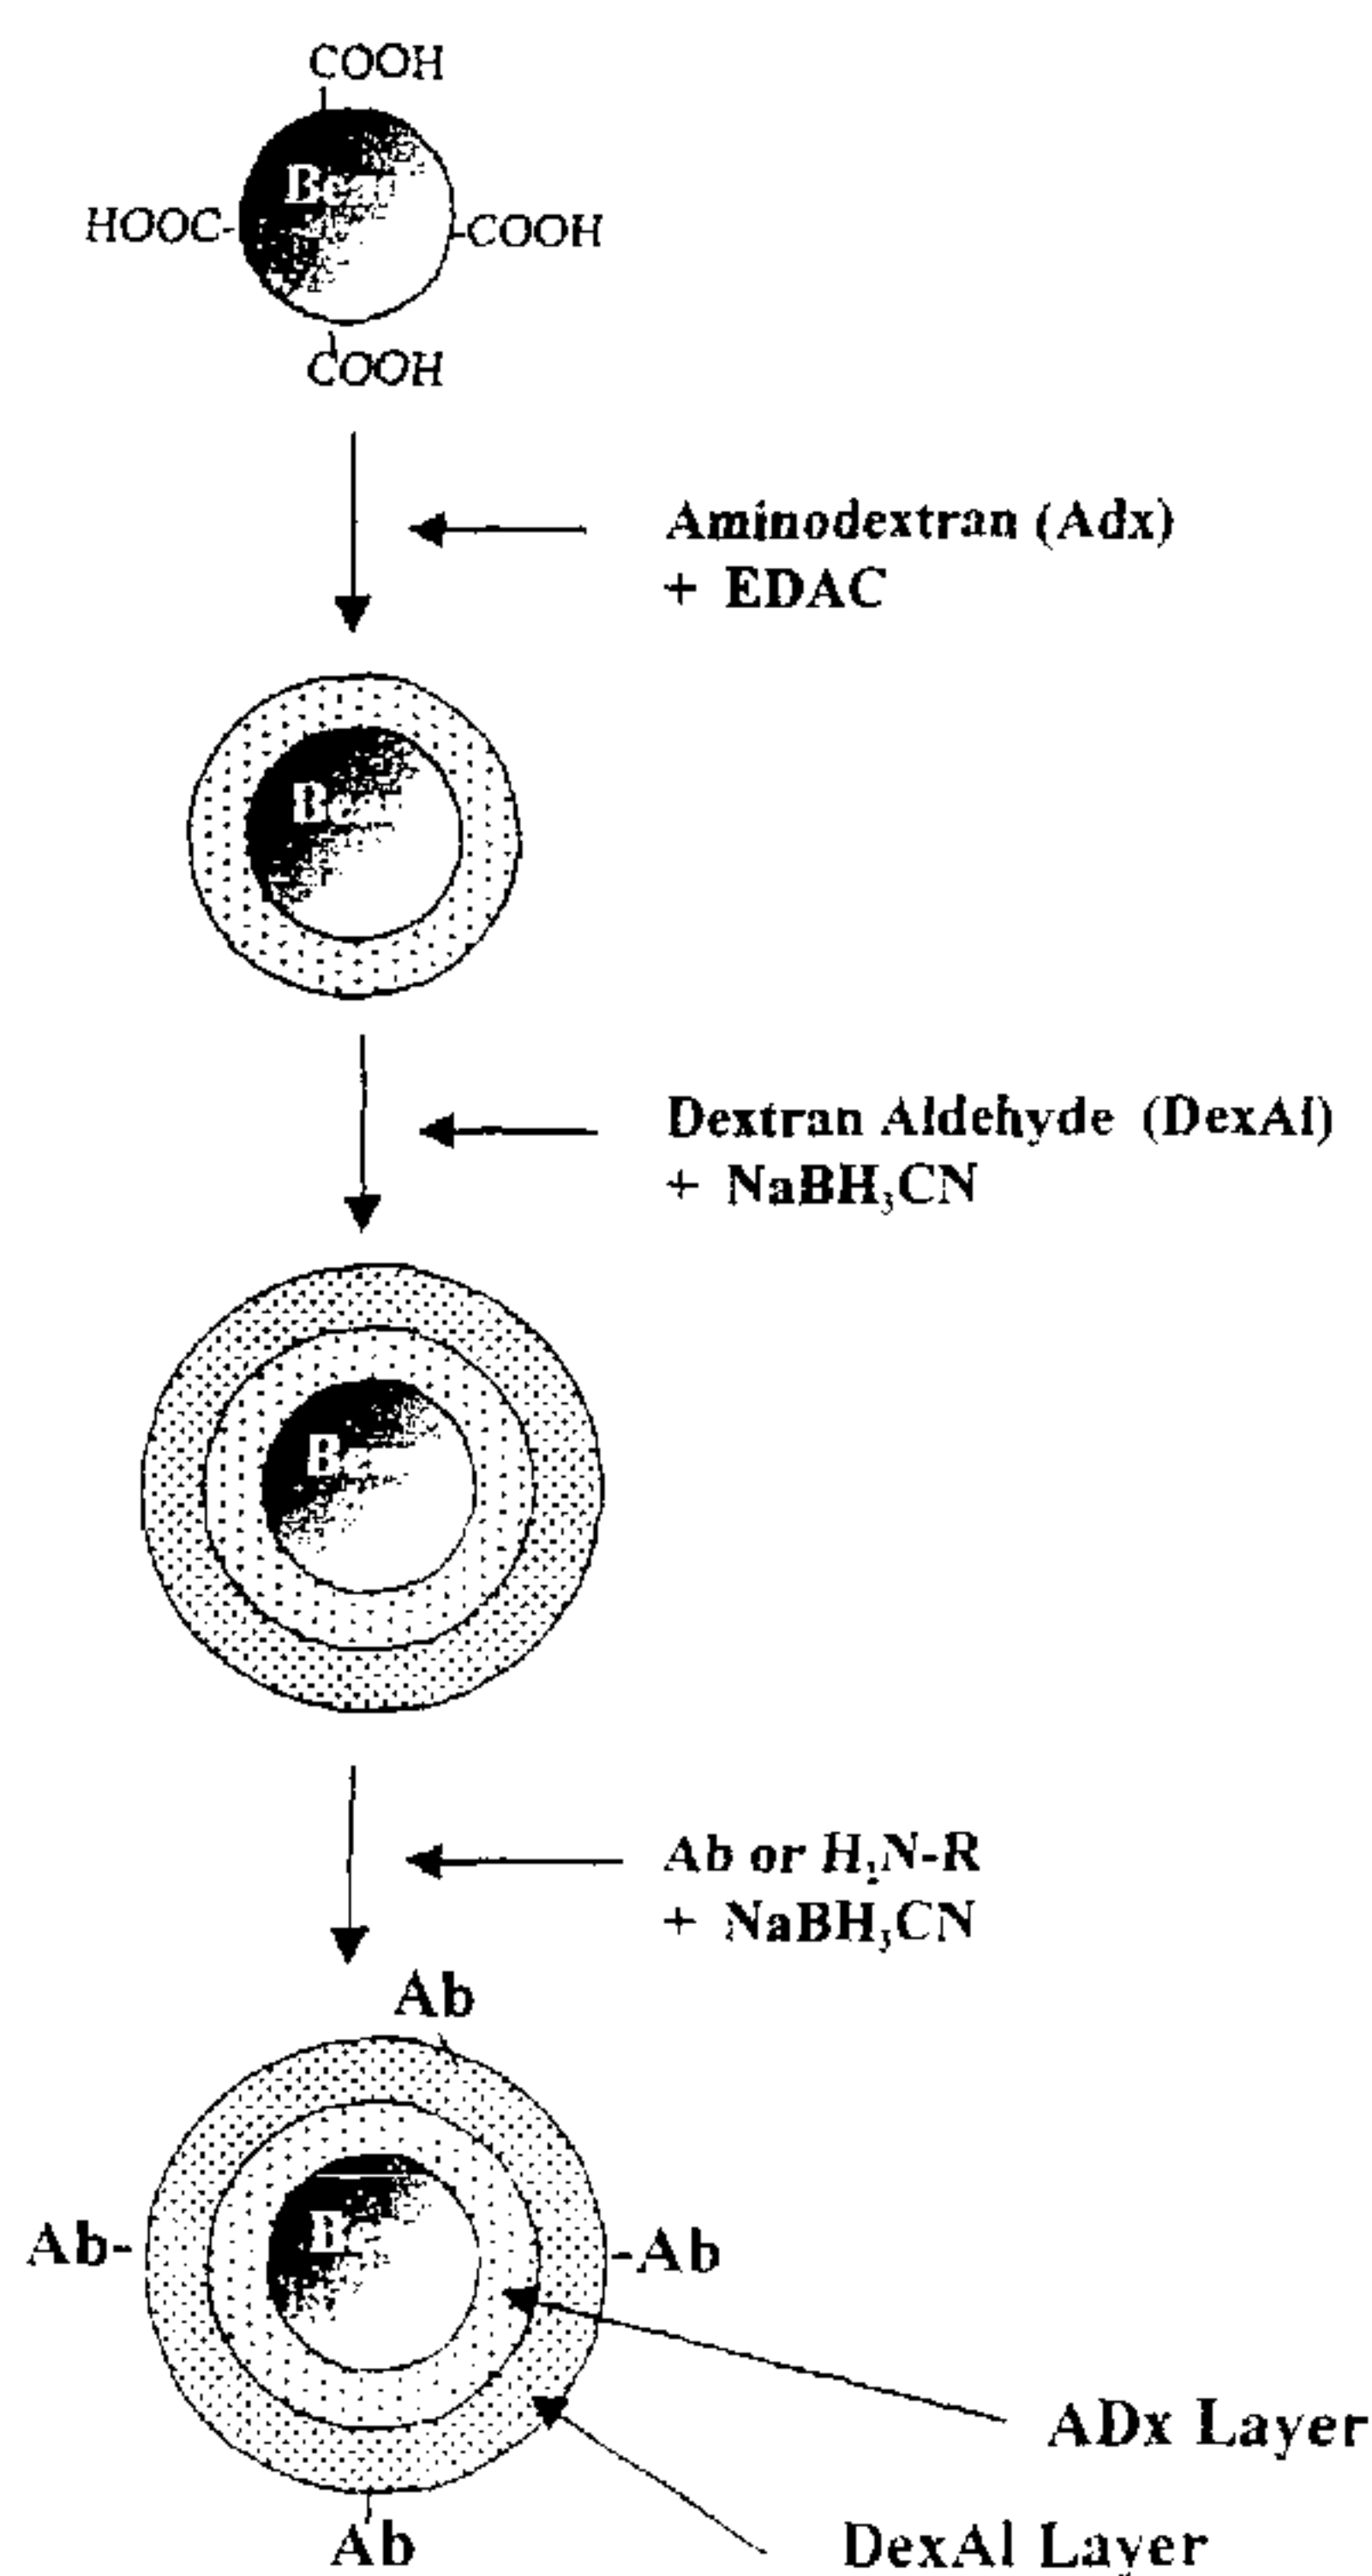 COOH
Bead
HOOC-
-COOH
COOH
Aminodextran (Adx)
+ EDAC
Dextran Aldehyde (DexAl)
+ NaBH₃CN
B
Ab or H₂N-R
+ NaBH₃CN
Ab
B
Ab-
-Ab
ADx Layer
DexAl Layer
Ab